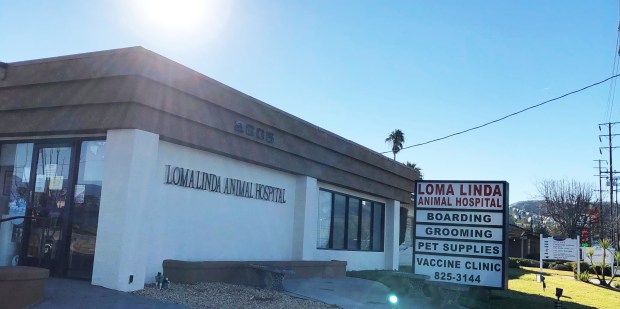 LOMA LINDA ANIMAL HOSPITAL
LOMA LINDA
ANIMAL HOSPITAL
BOARDING
GROOMING
PET SUPPLIES
VACCINE CLINIC
825-3144